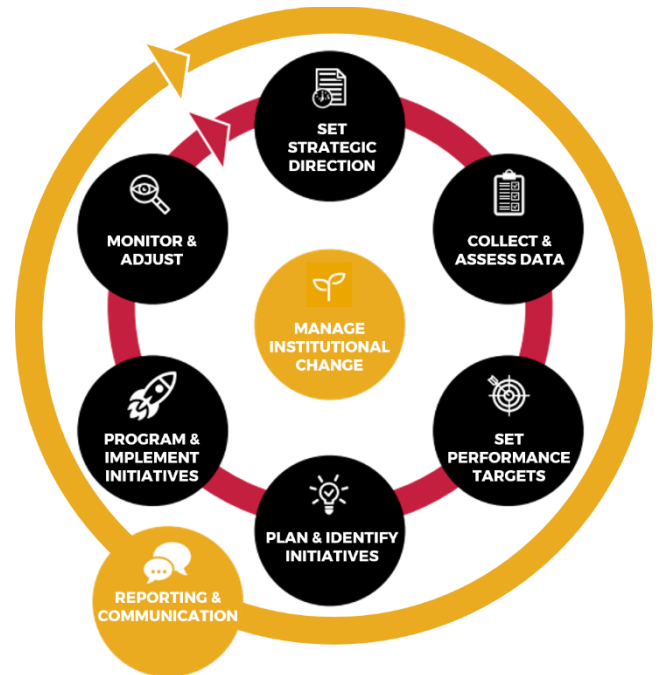 SET
STRATEGIC
DIRECTION
COLLECT &
ASSESS DATA
SET
PERFORMANCE
TARGETS
PLAN & IDENTIFY
INITIATIVES
PROGRAM &
IMPLEMENT
INITIATIVES
MONITOR &
ADJUST
MANAGE
INSTITUTIONAL
CHANGE
REPORTING &
COMMUNICATION